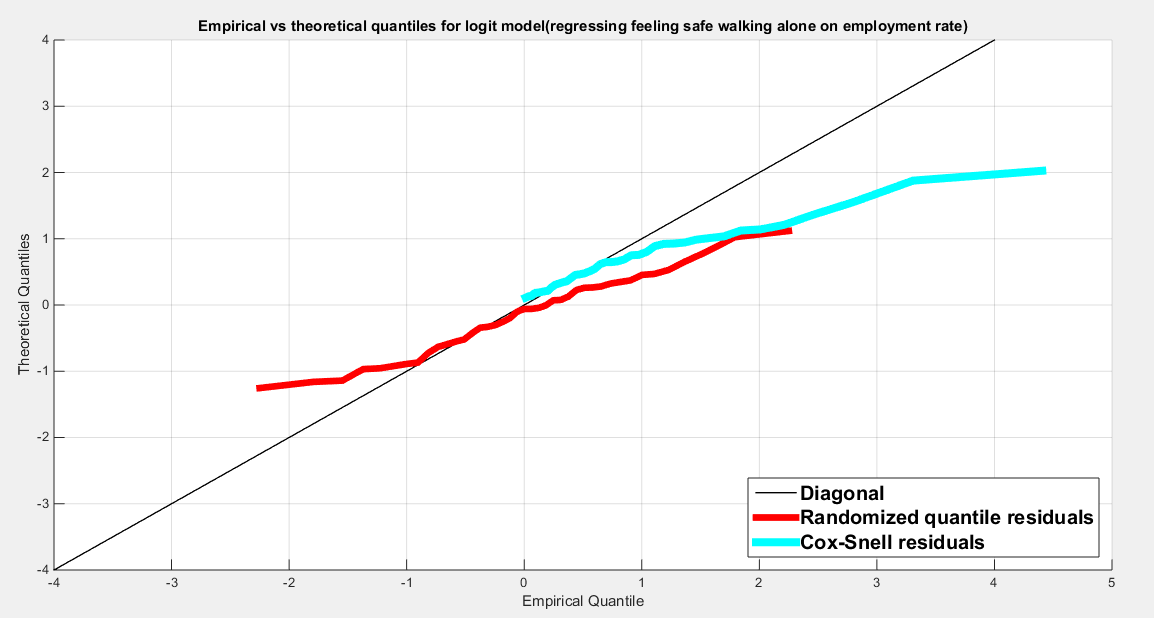 Empirical vs theoretical quantiles for logit model(regressing feeling safe walking alone on employment rate)
4
3
2
1
0
-1
-2
-3
-4
Theoretical Quantiles
-4 -3 -2 -1 0 1 2 3 4 5
Empirical Quantile
Diagonal
Randomized quantile residuals
Cox-Snell residuals